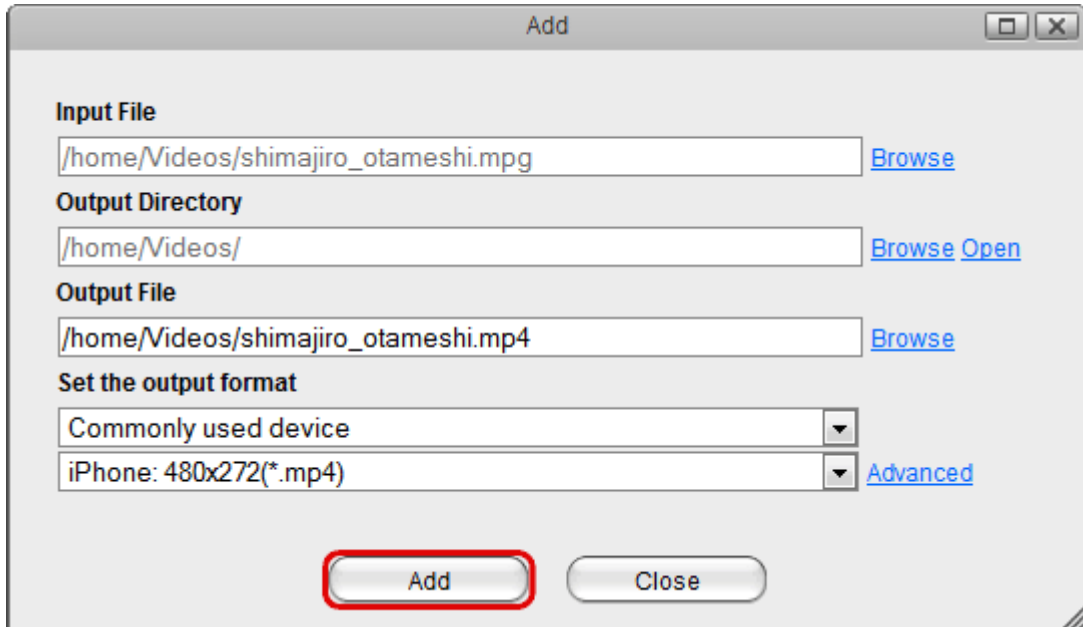 Add
Input File
/home/Videos/shimajiro_otameshi.mpg Browse
Output Directory
/home/Videos/ Browse Open
Output File
/home/Videos/shimajiro_otameshi.mp4 Browse
Set the output format
Commonly used device
iPhone: 480x272(*.mp4) Advanced
Add Close